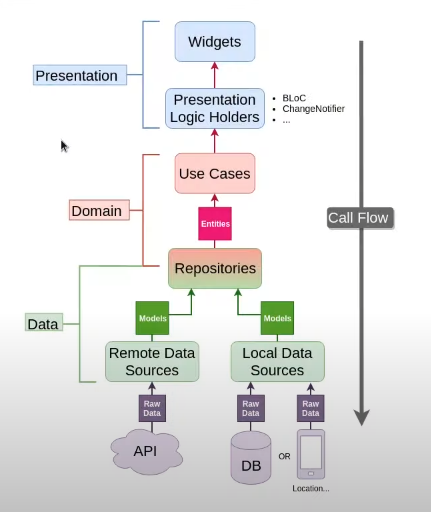 Widgets
Presentation
Presentation
Logic Holders
• BLoC
• ChangeNotifier
• ...
Use Cases
Domain
Entities
Call Flow
Repositories
Data
Models
Models
Remote Data
Sources
Local Data
Sources
Raw
Data
Raw
Data
Raw
Data
API
DB
OR
Location...